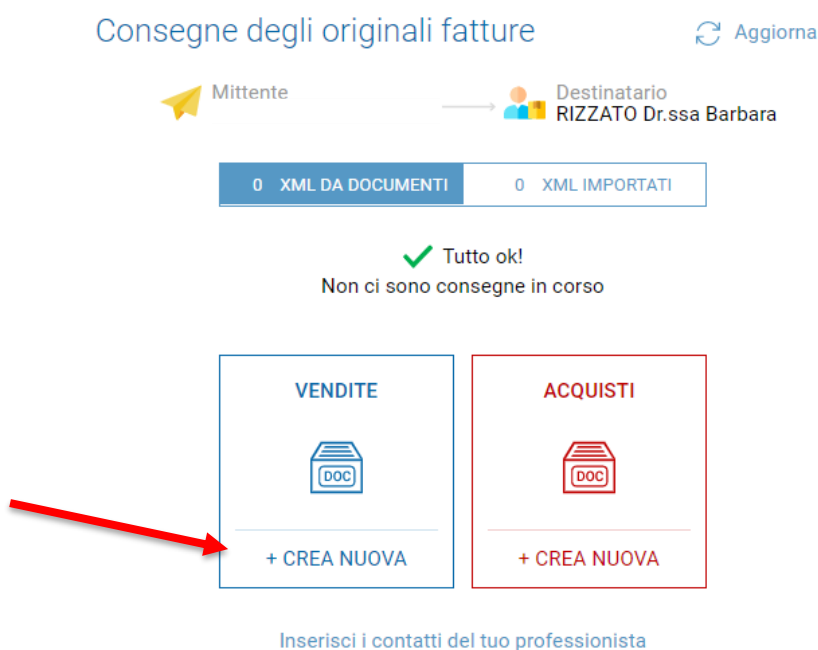 Consegne degli originali fatture
Aggiorna
Mittente
Destinatario
RIZZATO Dr.ssa Barbara
0 XML DA DOCUMENTI
0 XML IMPORTATI
Tutto ok!
Non ci sono consegne in corso
VENDITE
ACQUISTI
DOC
DOC
+ CREA NUOVA
+ CREA NUOVA
Inserisci i contatti del tuo professionista